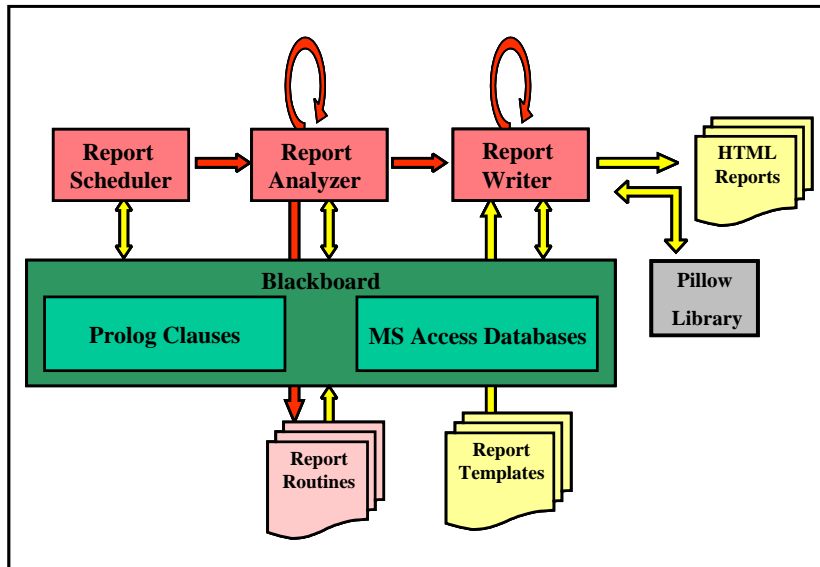 Report
Scheduler
Report
Analyzer
Report
Writer
HTML
Reports
Blackboard
Prolog Clauses
MS Access Databases
Pillow
Library
Report
Routines
Report
Templates